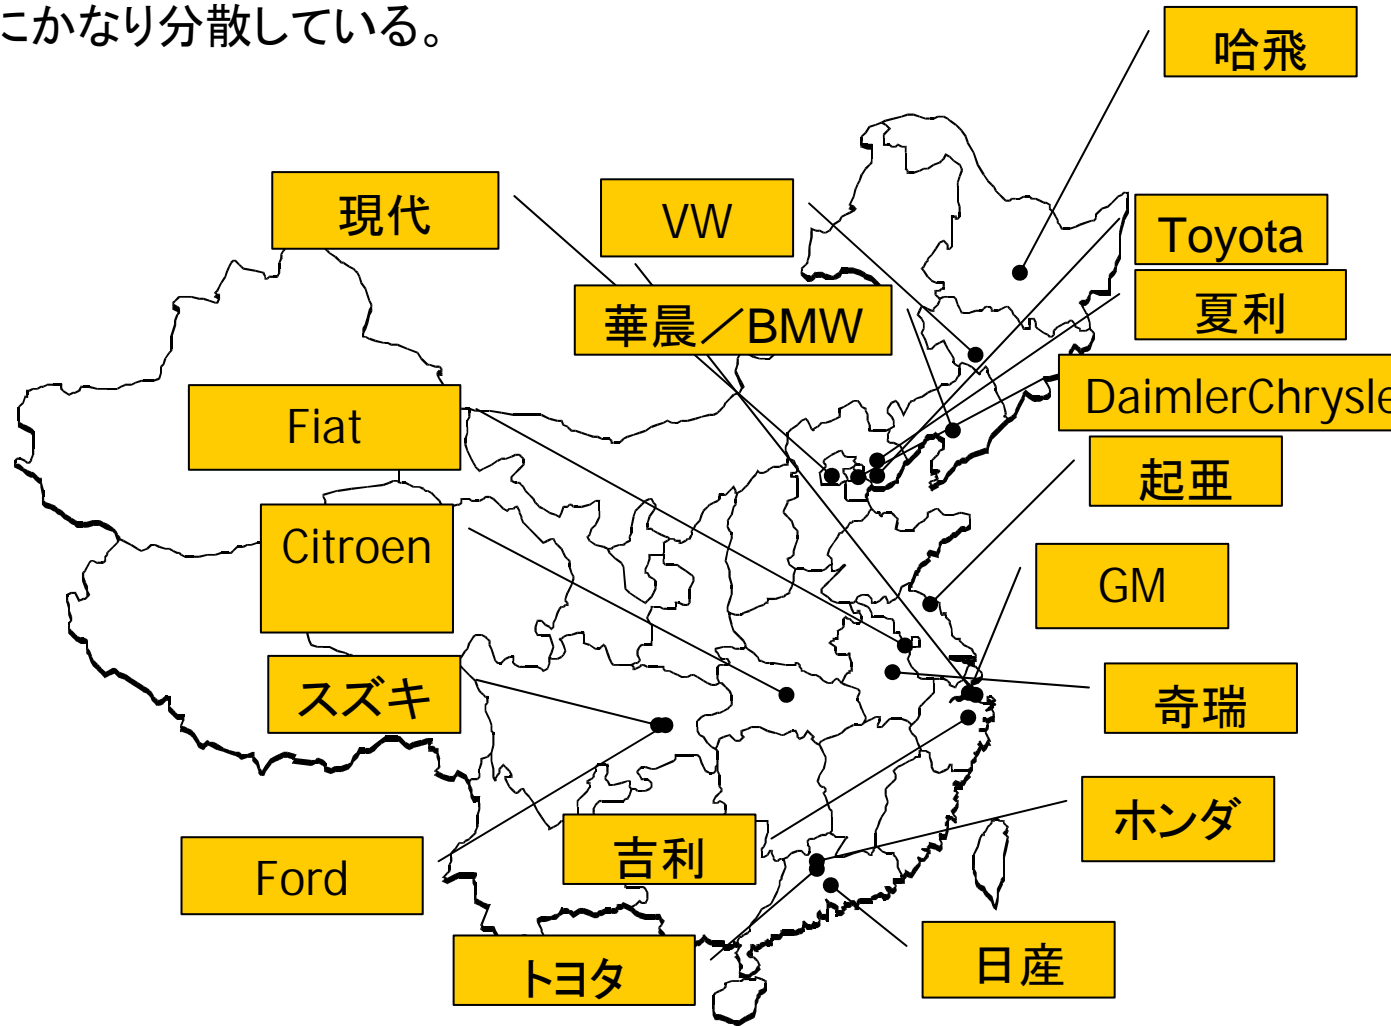 にかなり分散している。
哈飛
現代
VW
Toyota
華晨／BMW
夏利
Fiat
DaimlerChrysle
起亜
Citroen
GM
スズキ
奇瑞
ホンダ
吉利
Ford
トヨタ
日産